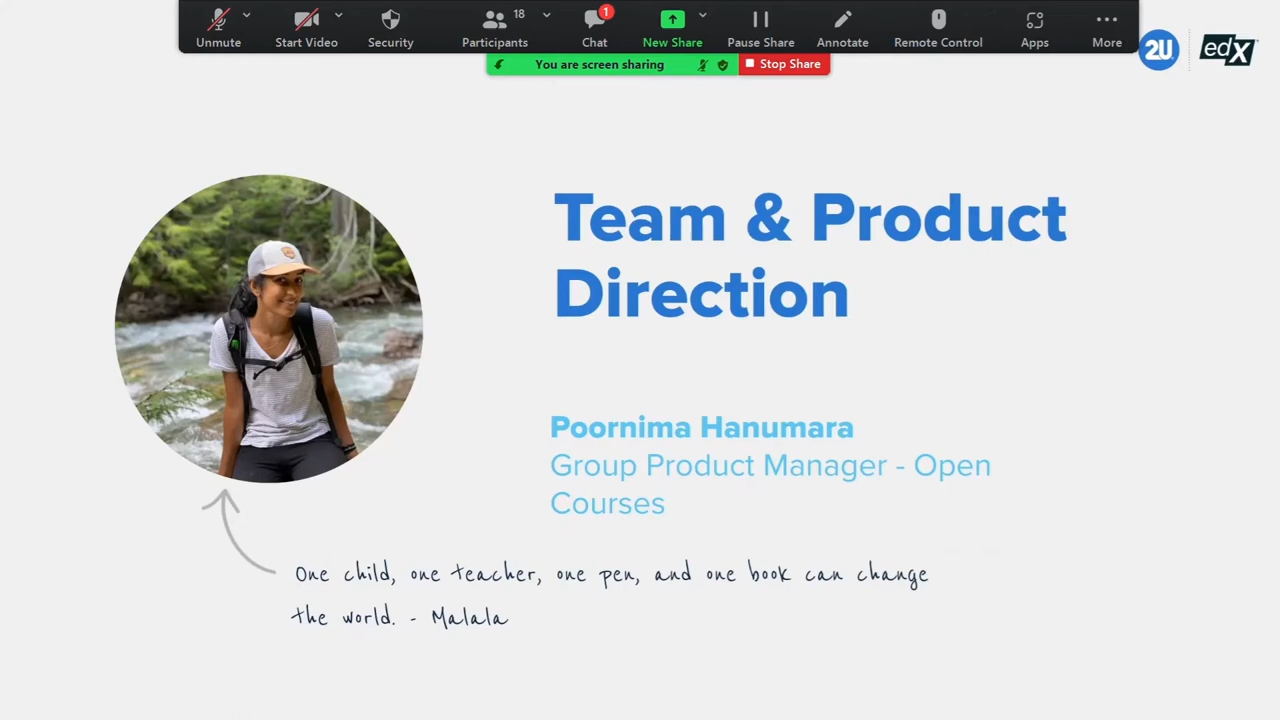 Unmute
Start Video
Security
Participants
18
Chat
1
New Share
Pause Share
Annotate
Remote Control
Apps
More
You are screen sharing
Stop Share
2U
edX
Team & Product
Direction
Poornima Hanumara
Group Product Manager - Open
Courses
One child, one teacher, one pen, and one book can change
the world. - Malala